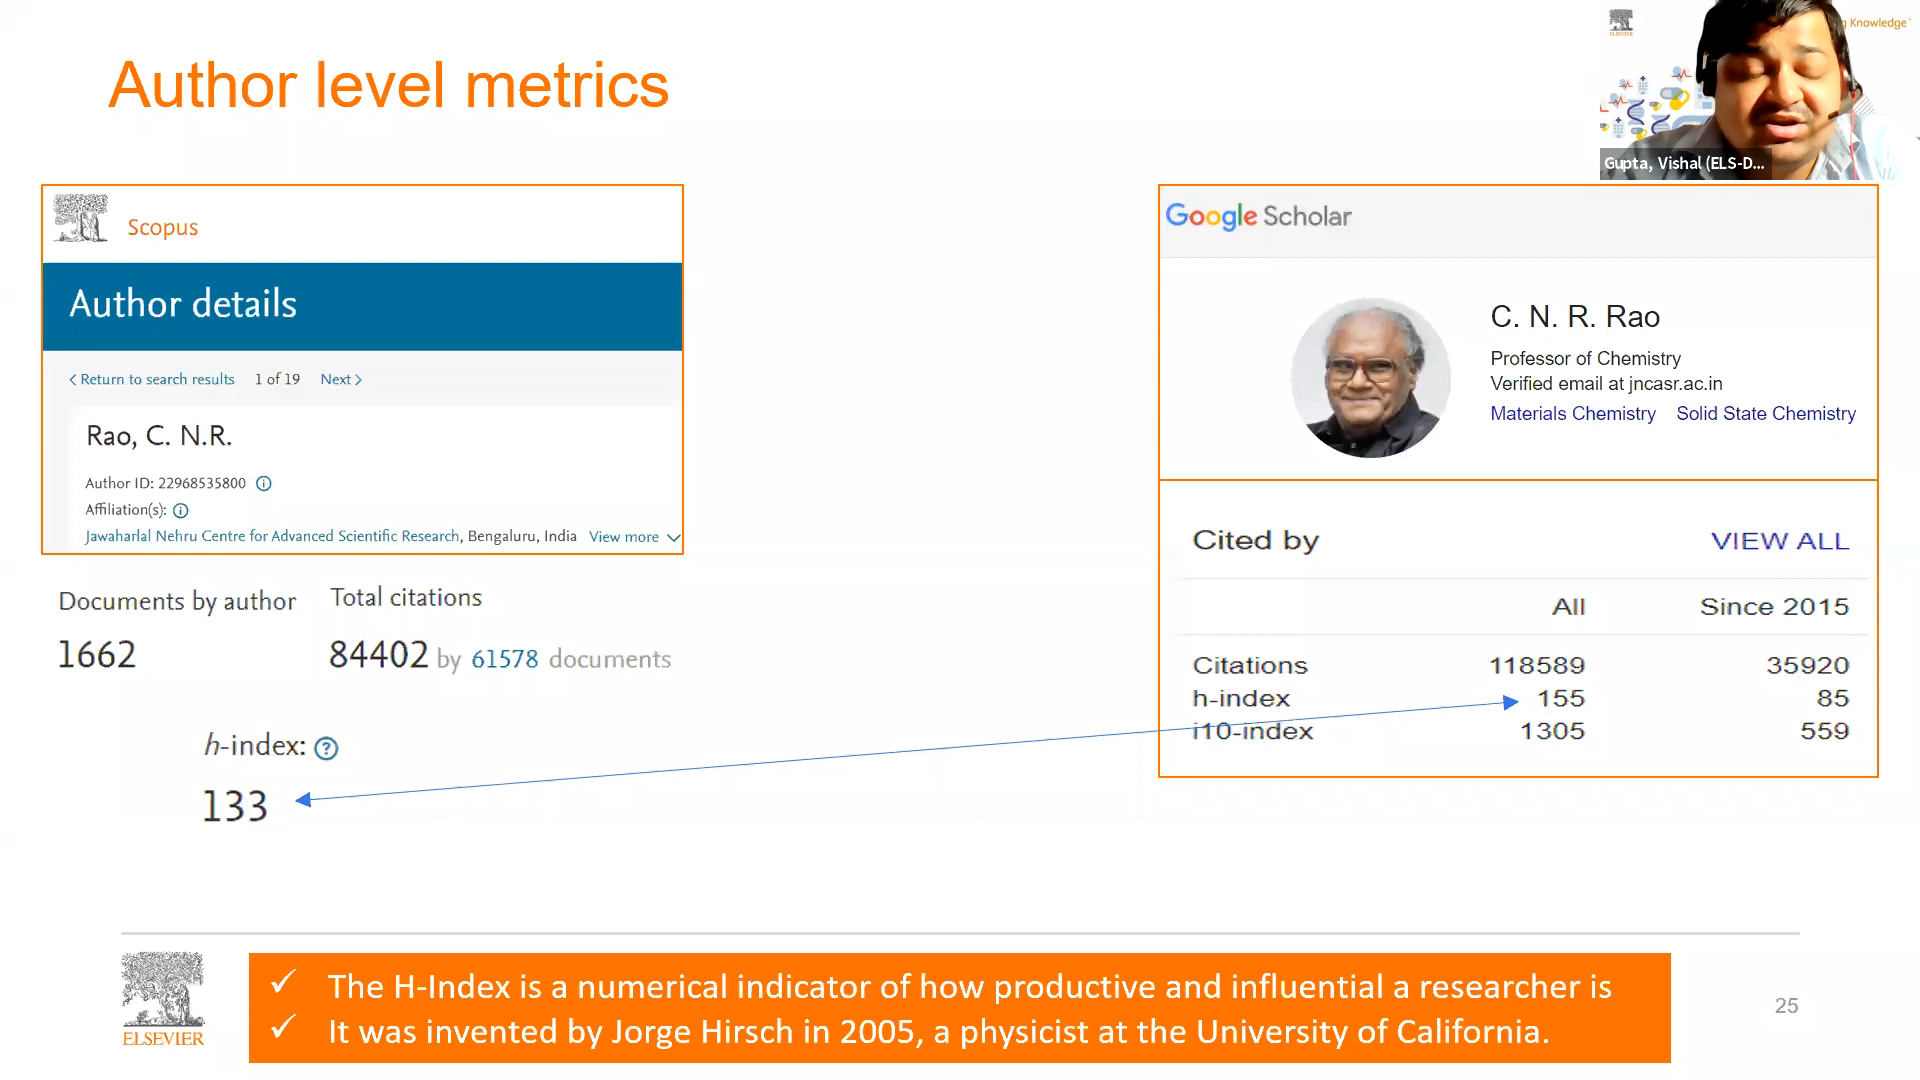 Author level metrics
g Knowledge
ELSEVIER
Gupta, Vishal (ELS-D...
Scopus
Author details
Return to search results 1 of 19 Next
Rao, C. N.R.
Author ID: 22968535800
Affiliation(s):
Jawaharlal Nehru Centre for Advanced Scientific Research, Bengaluru, India View more
Documents by author
1662
Total citations
84402 by 61578 documents
h-index:
133
Google Scholar
C. N. R. Rao
Professor of Chemistry
Verified email at jncasr.ac.in
Materials Chemistry Solid State Chemistry
Cited by VIEW ALL
All Since 2015
Citations 118589 35920
h-index 155 85
i10-index 1305 559
ELSEVIER
✓ The H-Index is a numerical indicator of how productive and influential a researcher is
✓ It was invented by Jorge Hirsch in 2005, a physicist at the University of California.
25